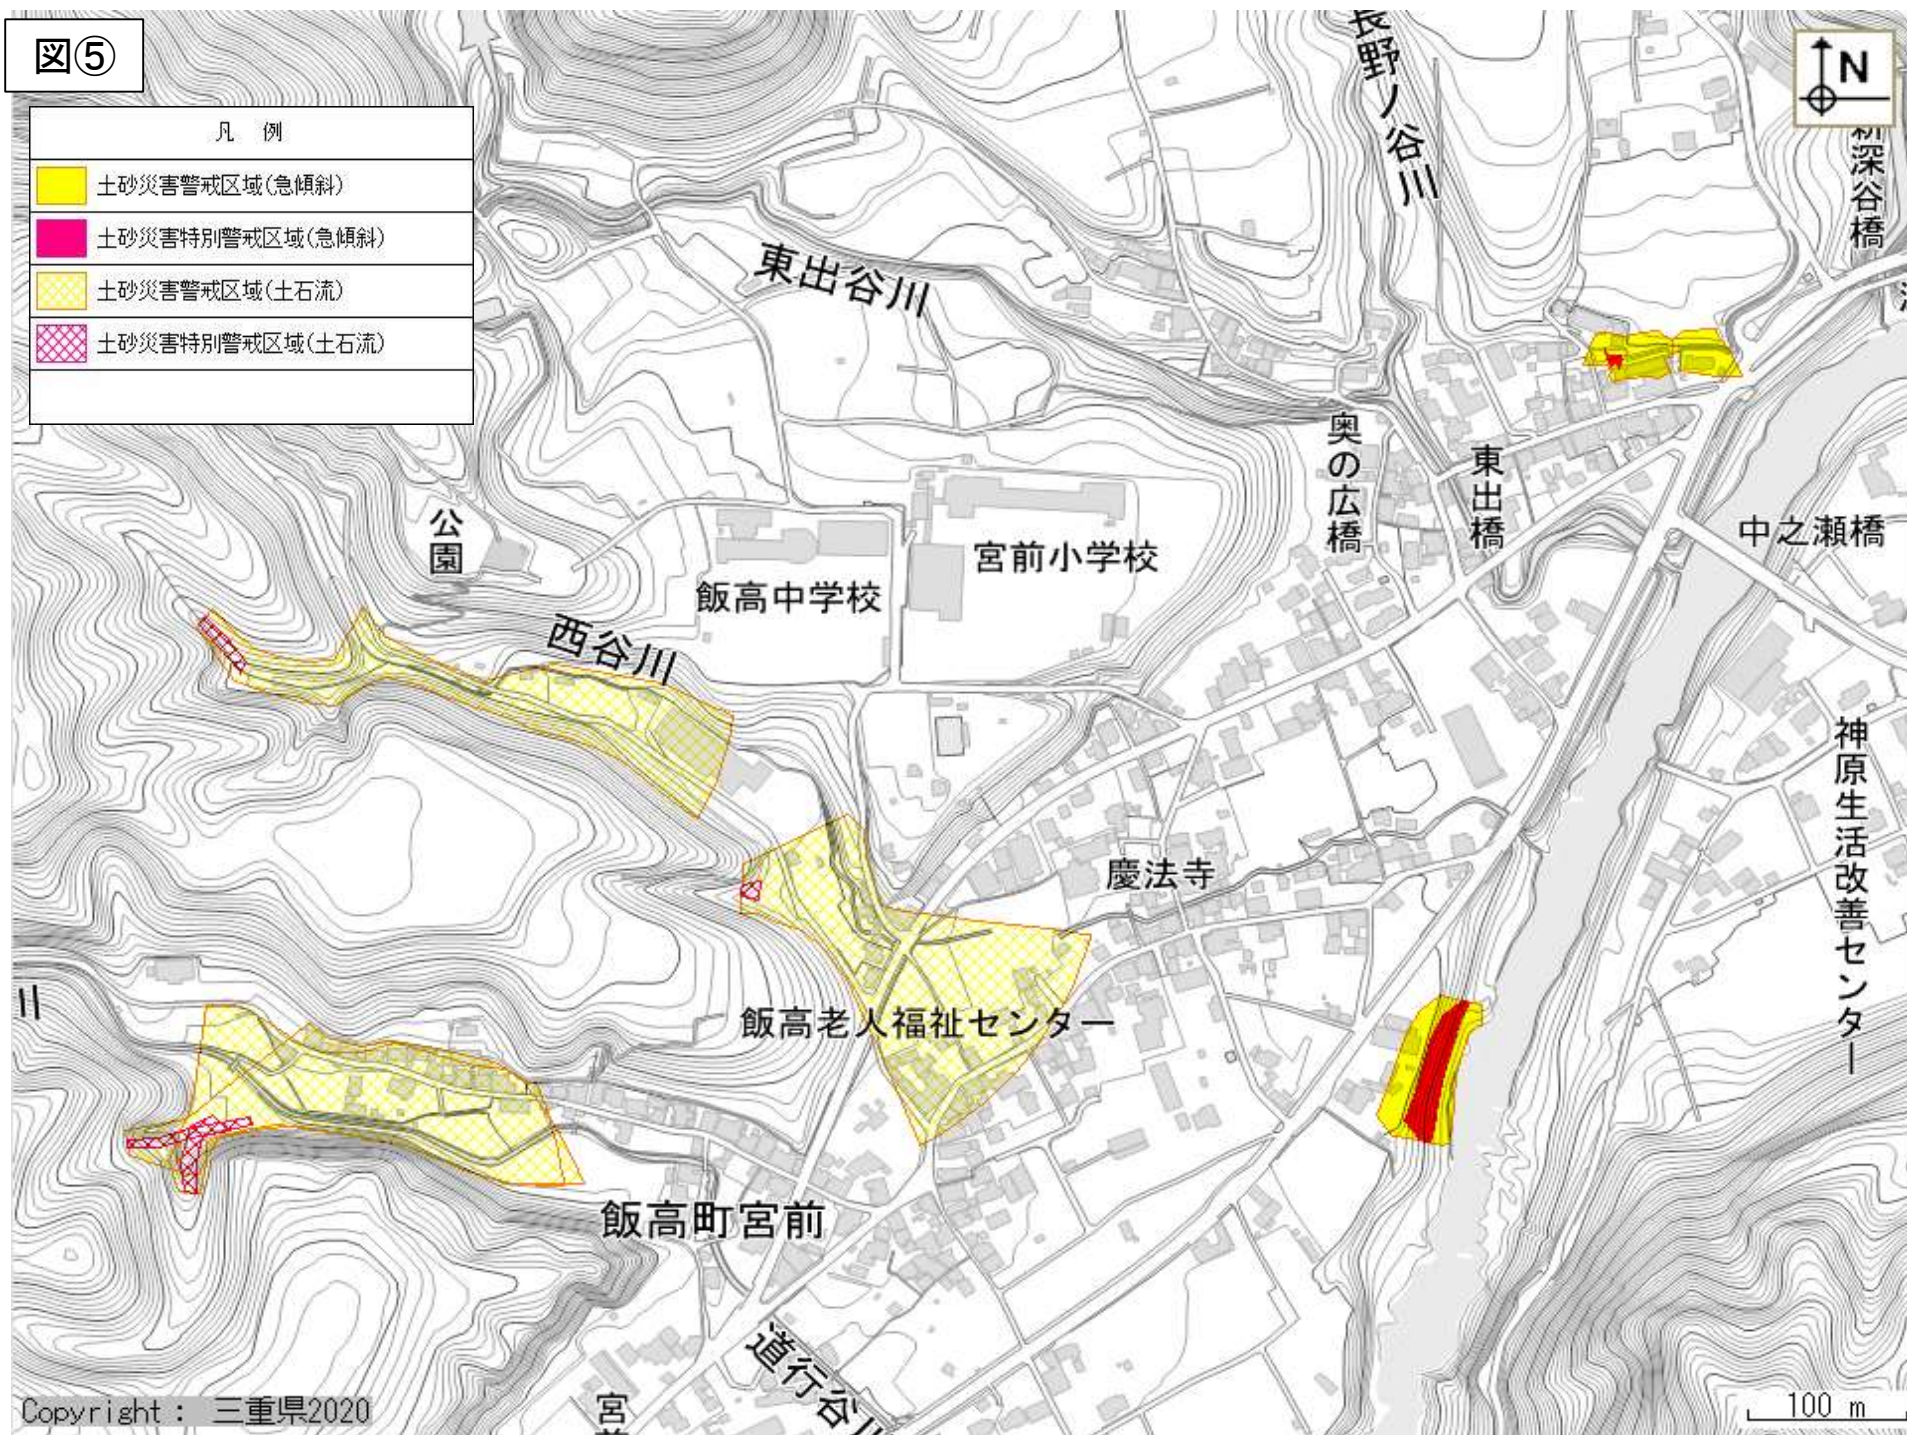 図⑤
N
凡 例
土砂災害警戒区域(急傾斜)
土砂災害特別警戒区域(急傾斜)
土砂災害警戒区域(土石流)
土砂災害特別警戒区域(土石流)
長野ノ谷川
新深谷橋
東出谷川
奥の広橋
東出橋
中之瀬橋
公園
宮前小学校
飯高中学校
西谷川
神原生活改善センター
慶法寺
飯高老人福祉センター
川
飯高町宮前
道行谷川
宮前
Copyright : 三重県2020
100 m